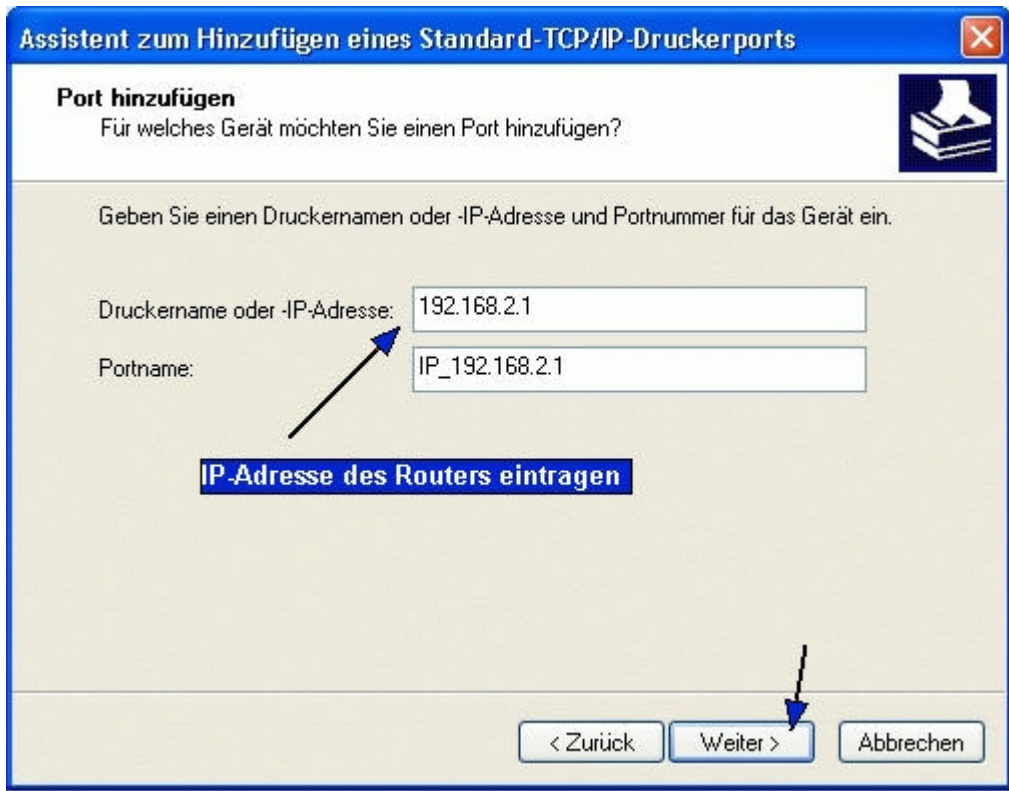 Assistent zum Hinzufügen eines Standard-TCP/IP-Druckerports
Port hinzufügen
Für welches Gerät möchten Sie einen Port hinzufügen?
Geben Sie einen Druckernamen oder -IP-Adresse und Portnummer für das Gerät ein.
Druckername oder -IP-Adresse: 192.168.2.1
Portname: IP_192.168.2.1
IP-Adresse des Routers eintragen
< Zurück Weiter > Abbrechen